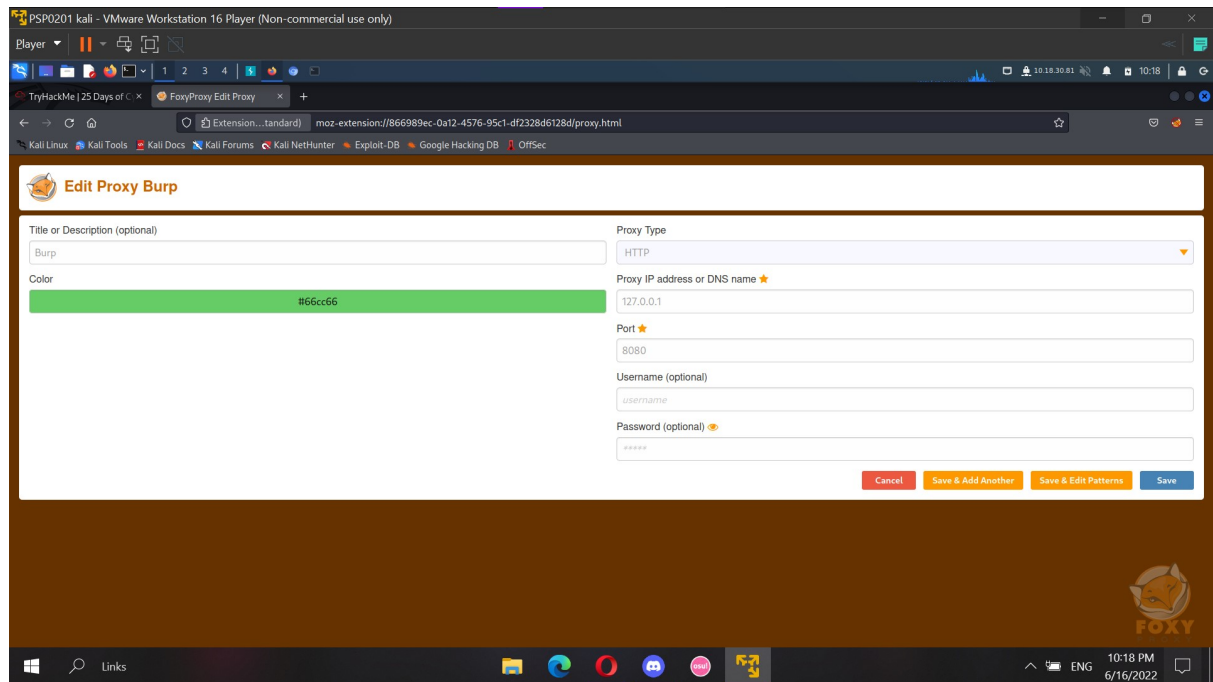 PSP0201 kali - VMware Workstation 16 Player (Non-commercial use only)
Player
1 2 3 4 10.18.30.81 10:18
TryHackMe | 25 Days of C FoxyProxy Edit Proxy
Extension...tandard) moz-extension://866989ec-0a12-4576-95c1-df2328d6128d/proxy.html
Kali Linux Kali Tools Kali Docs Kali Forums Kali NetHunter Exploit-DB Google Hacking DB OffSec
Edit Proxy Burp
Title or Description (optional) Proxy Type
Burp HTTP
Color Proxy IP address or DNS name
#66cc66 127.0.0.1
Port
8080
Username (optional)
username
Password (optional)
*****
Cancel Save & Add Another Save & Edit Patterns Save
FOXY
Links osu! ENG 10:18 PM
6/16/2022